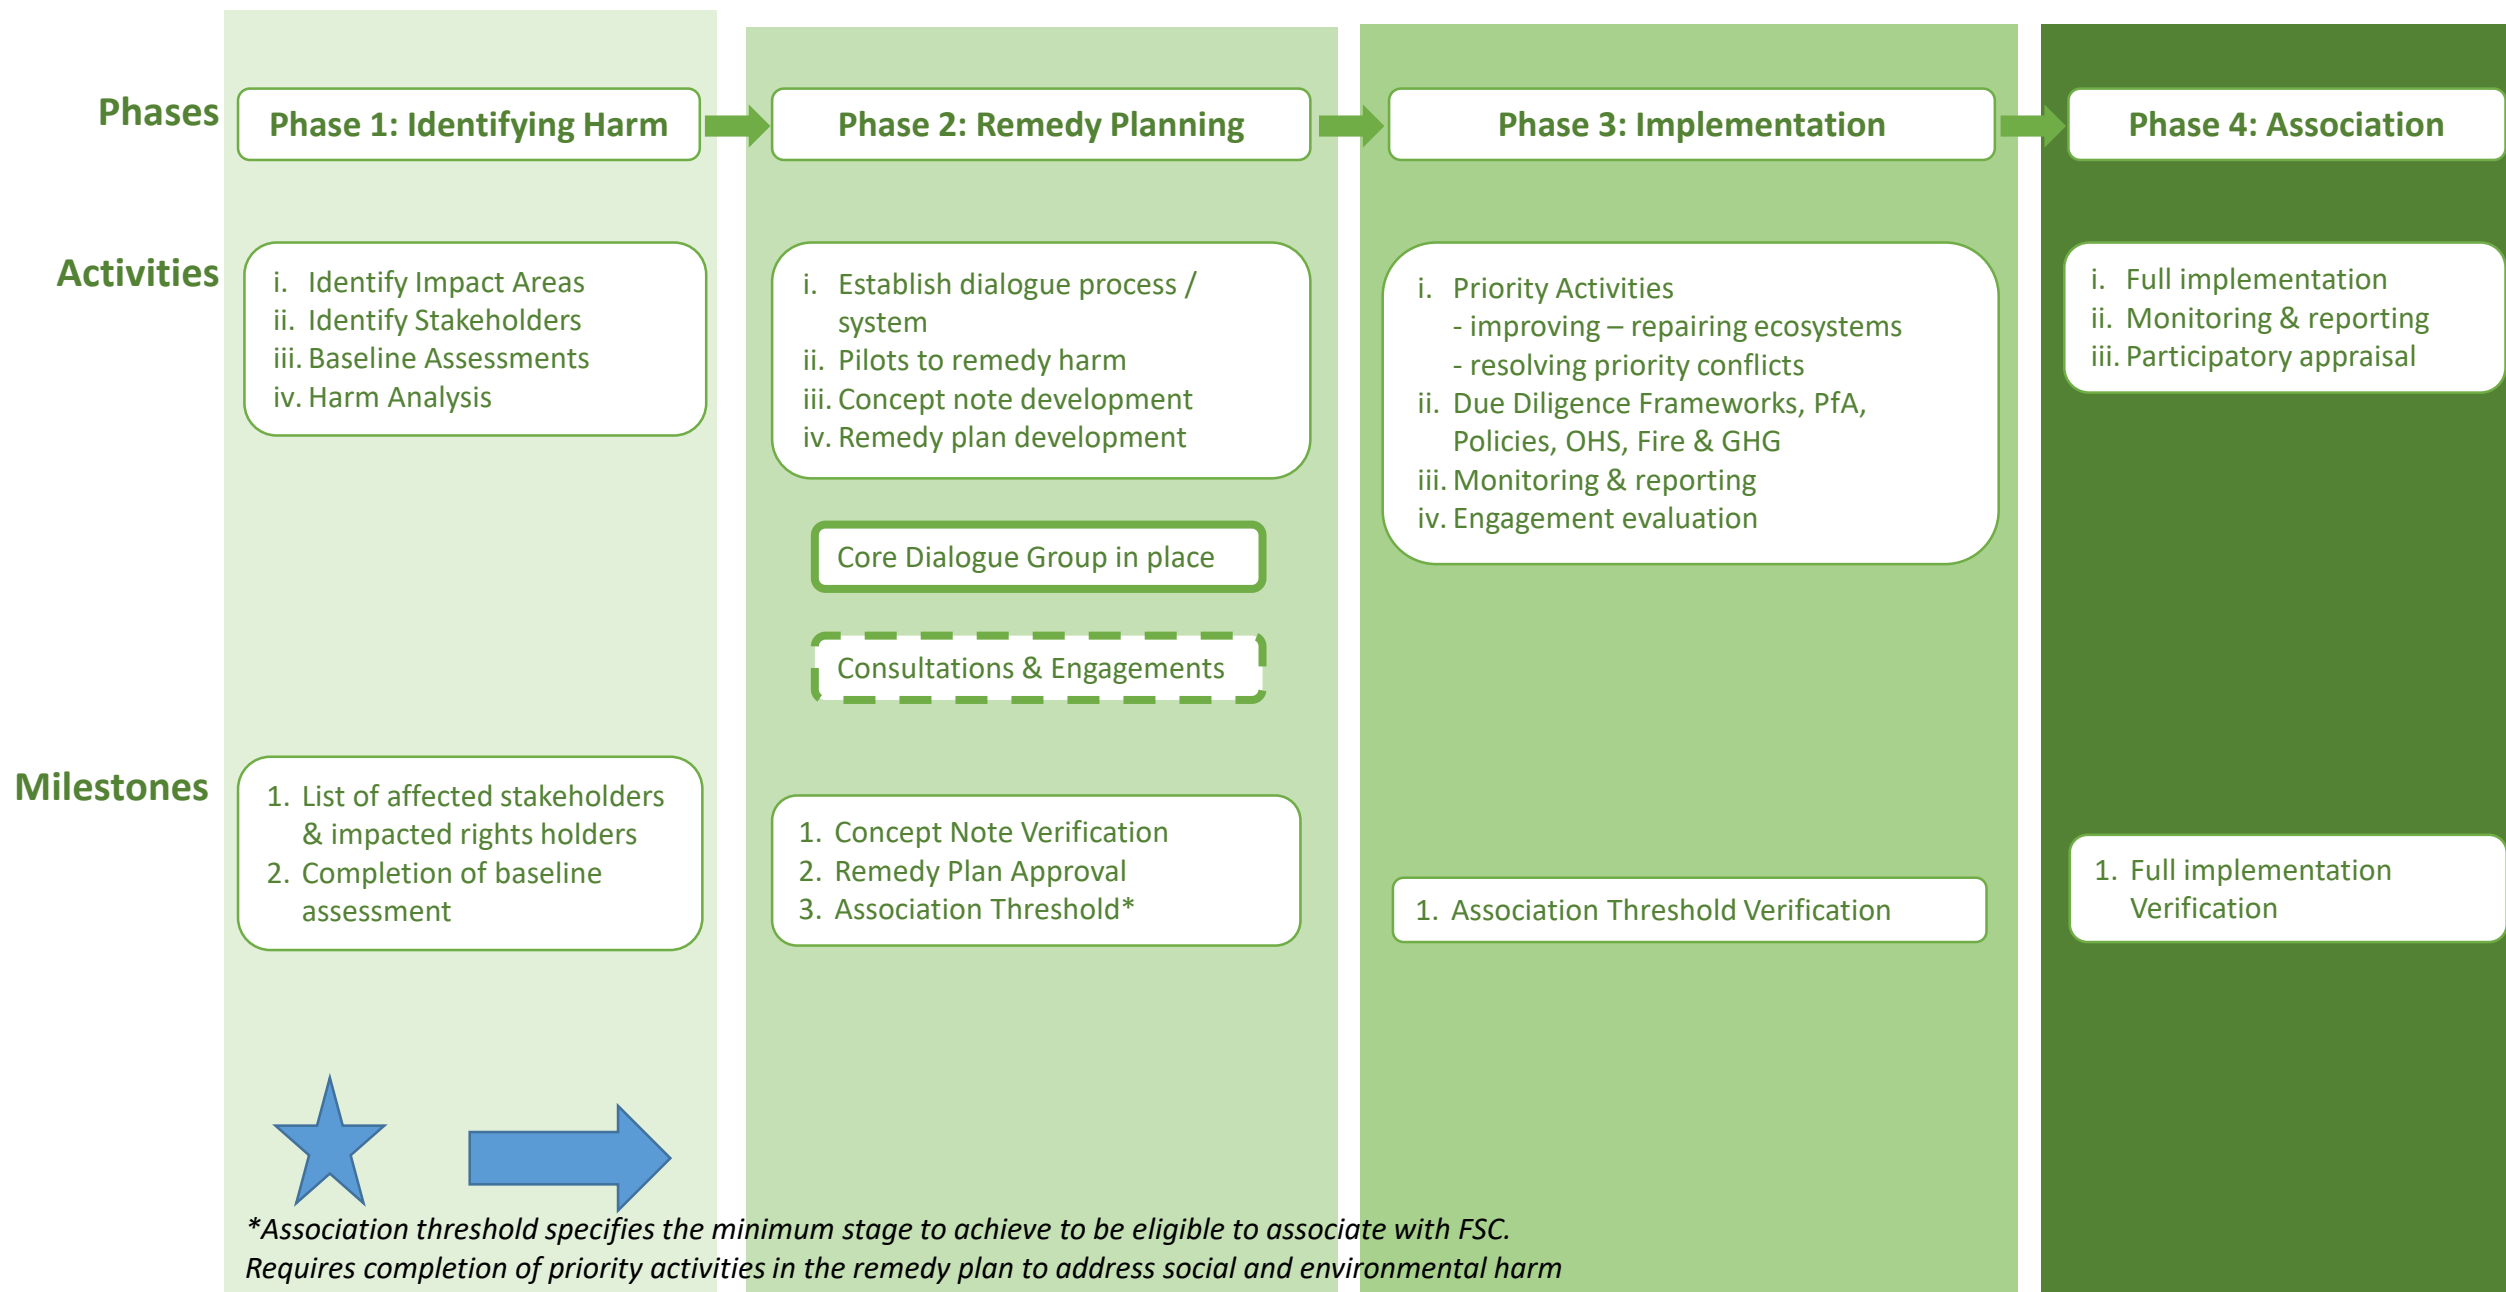 Phases
Phase 1: Identifying Harm
Phase 2: Remedy Planning
Phase 3: Implementation
Phase 4: Association
Activities
i. Identify Impact Areas
ii. Identify Stakeholders
iii. Baseline Assessments
iv. Harm Analysis
i. Establish dialogue process /
system
ii. Pilots to remedy harm
iii. Concept note development
iv. Remedy plan development
Core Dialogue Group in place
Consultations & Engagements
i. Priority Activities
- improving – repairing ecosystems
- resolving priority conflicts
ii. Due Diligence Frameworks, PfA,
Policies, OHS, Fire & GHG
iii. Monitoring & reporting
iv. Engagement evaluation
i. Full implementation
ii. Monitoring & reporting
iii. Participatory appraisal
Milestones
1. List of affected stakeholders
& impacted rights holders
2. Completion of baseline
assessment
1. Concept Note Verification
2. Remedy Plan Approval
3. Association Threshold*
1. Association Threshold Verification
1. Full implementation
Verification
*Association threshold specifies the minimum stage to achieve to be eligible to associate with FSC.
Requires completion of priority activities in the remedy plan to address social and environmental harm